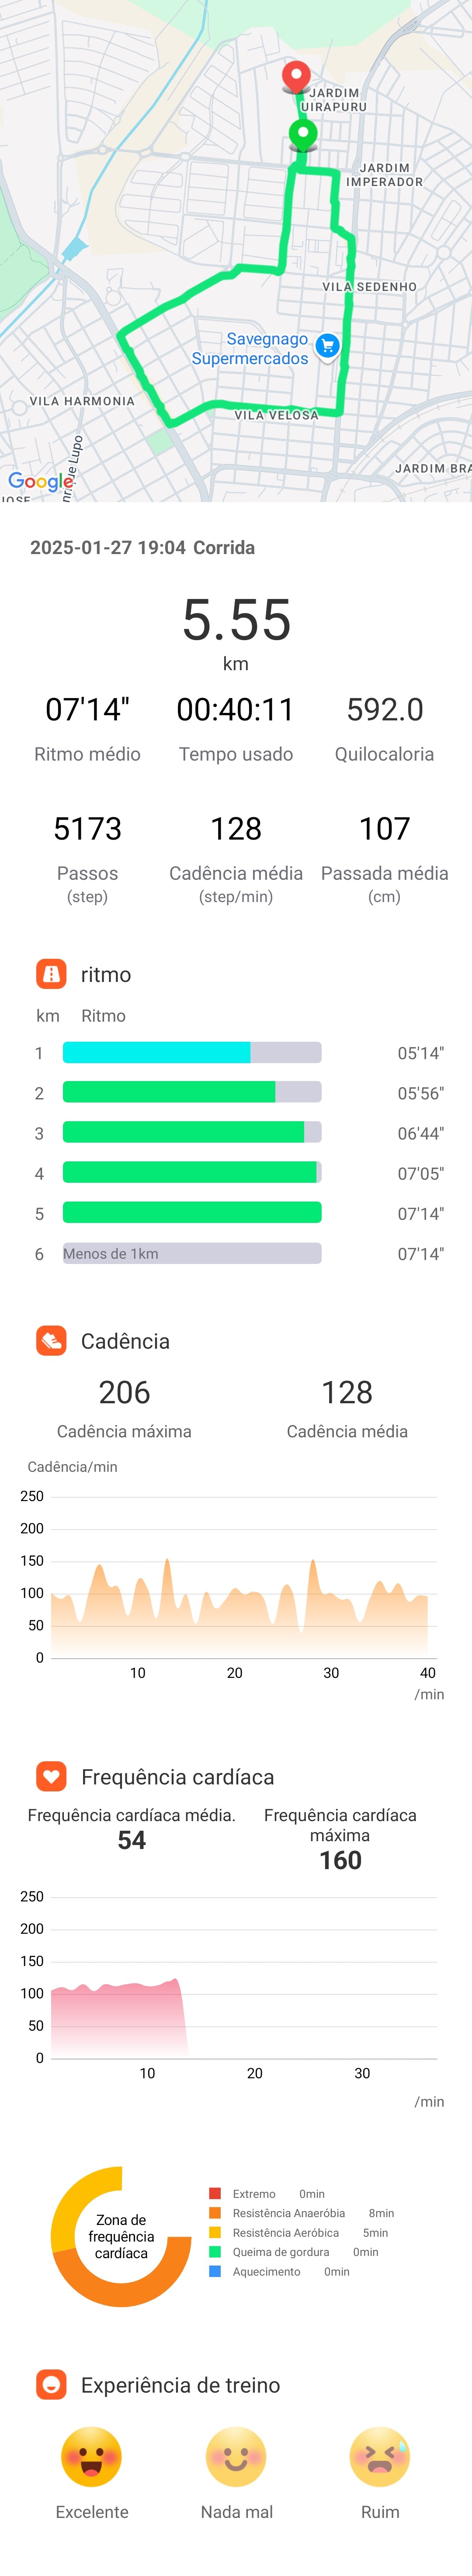 JARDIM
UIRAPURU
JARDIM
IMPERADOR
VILA SEDENHO
Savegnago
Supermercados
VILA HARMONIA
VILA VELOSA
JARDIM BRA
Google
JOSE
2025-01-27 19:04 Corrida
5.55
km
07'14" 00:40:11 592.0
Ritmo médio Tempo usado Quilocaloria
5173 128 107
Passos Cadência média Passada média
(step) (step/min) (cm)
ritmo
km Ritmo
1 05'14"
2 05'56"
3 06'44"
4 07'05"
5 07'14"
6 Menos de 1km 07'14"
Cadência
206 128
Cadência máxima Cadência média
Cadência/min
250
200
150
100
50
0
10 20 30 40
/min
Frequência cardíaca
Frequência cardíaca média. Frequência cardíaca
54 máxima
160
250
200
150
100
50
0
10 20 30
/min
Zona de
frequência
cardíaca
Extremo 0min
Resistência Anaeróbia 8min
Resistência Aeróbica 5min
Queima de gordura 0min
Aquecimento 0min
Experiência de treino
Excelente Nada mal Ruim